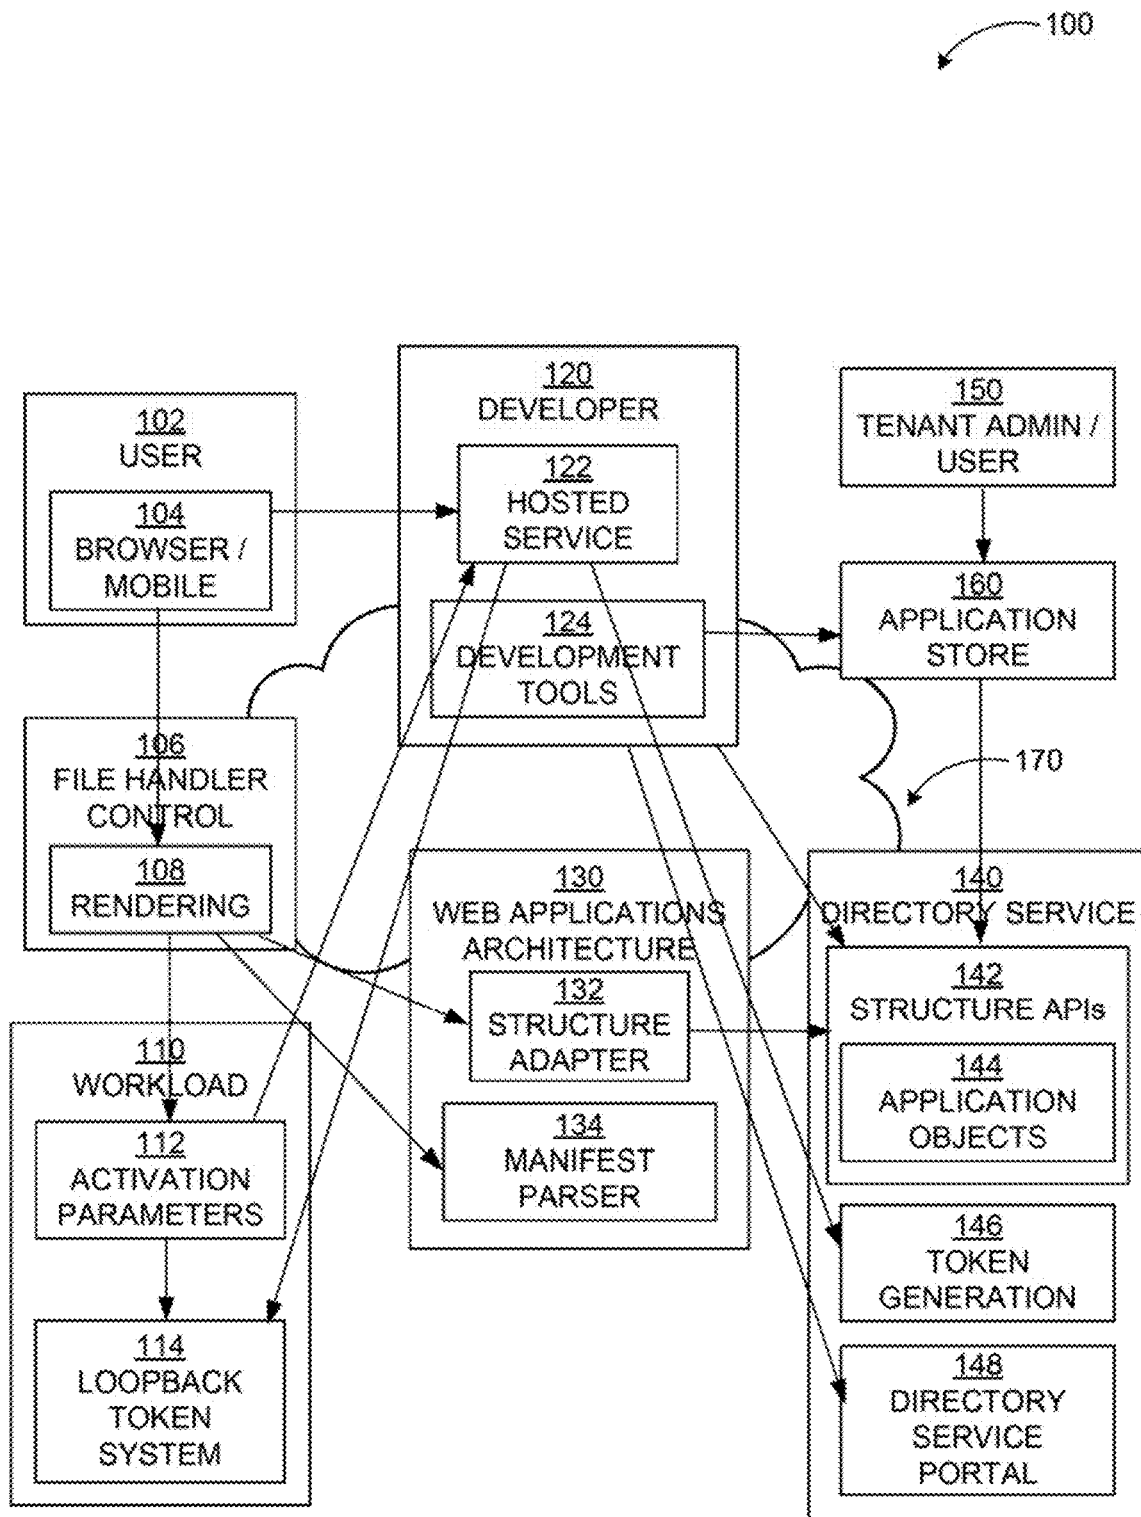 100
102
USER
104
BROWSER /
MOBILE
106
FILE HANDLER
CONTROL
108
RENDERING
110
WORKLOAD
112
ACTIVATION
PARAMETERS
114
LOOPBACK
TOKEN
SYSTEM
120
DEVELOPER
122
HOSTED
SERVICE
124
DEVELOPMENT
TOOLS
130
WEB APPLICATIONS
ARCHITECTURE
132
STRUCTURE
ADAPTER
134
MANIFEST
PARSER
150
TENANT ADMIN /
USER
160
APPLICATION
STORE
170
140
DIRECTORY SERVICE
142
STRUCTURE APIs
144
APPLICATION
OBJECTS
146
TOKEN
GENERATION
148
DIRECTORY
SERVICE
PORTAL